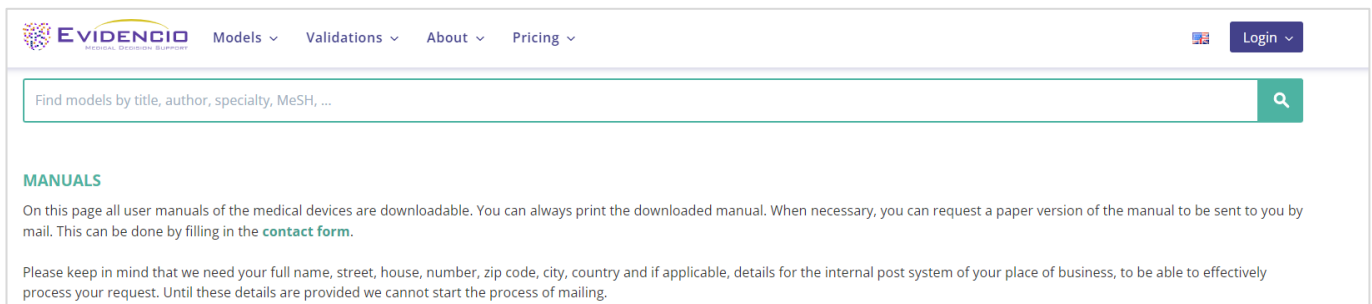 EVIDENCIO
MEDICAL DECISION SUPPORT
Models Validations About Pricing Login
Find models by title, author, specialty, MeSH, ...
MANUALS
On this page all user manuals of the medical devices are downloadable. You can always print the downloaded manual. When necessary, you can request a paper version of the manual to be sent to you by
mail. This can be done by filling in the contact form.
Please keep in mind that we need your full name, street, house, number, zip code, city, country and if applicable, details for the internal post system of your place of business, to be able to effectively
process your request. Until these details are provided we cannot start the process of mailing.